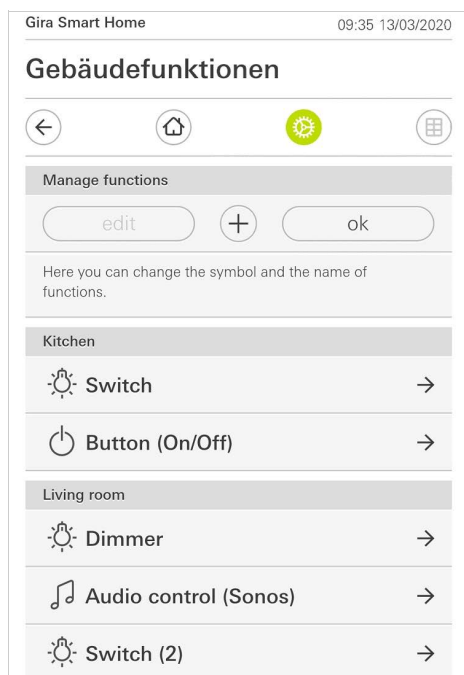 Gira Smart Home
09:35 13/03/2020
Gebäudefunktionen
Manage functions
edit
ok
Here you can change the symbol and the name of
functions.
Kitchen
Switch
Button (On/Off)
Living room
Dimmer
Audio control (Sonos)
Switch (2)